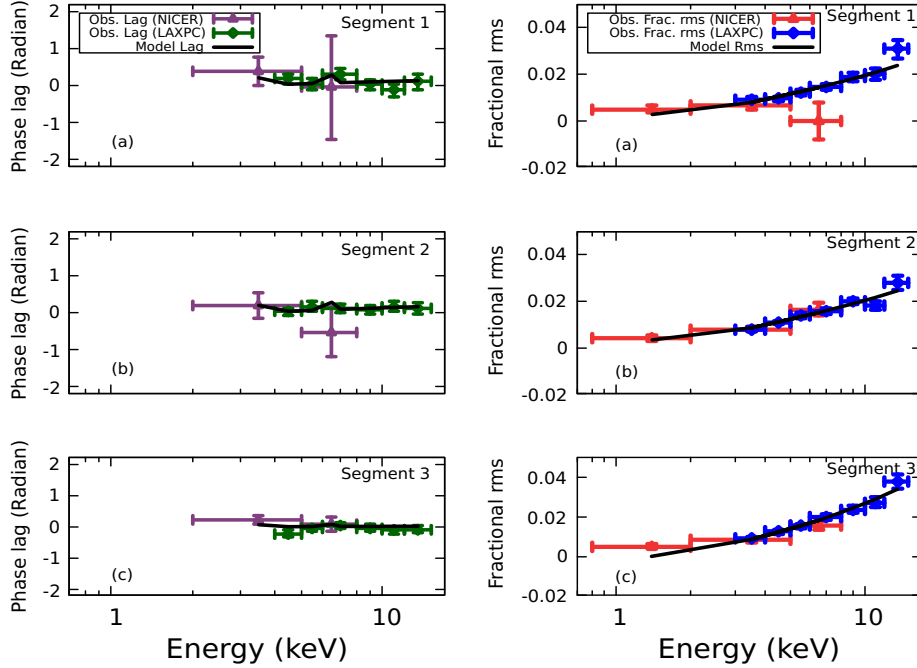 Obs. Lag (NICER)
Obs. Lag (LAXPC)
Model Lag
Segment 1
Phase lag (Radian)
2
1
0
-1
-2
(a)
Obs. Frac. rms (NICER)
Obs. Frac. rms (LAXPC)
Model Rms
Segment 1
Fractional rms
0.04
0.02
0
-0.02
(a)
Segment 2
Phase lag (Radian)
2
1
0
-1
-2
(b)
Segment 2
Fractional rms
0.04
0.02
0
-0.02
(b)
Segment 3
Phase lag (Radian)
2
1
0
-1
-2
(c)
1
10
Energy (keV)
Segment 3
Fractional rms
0.04
0.02
0
-0.02
(c)
1
10
Energy (keV)